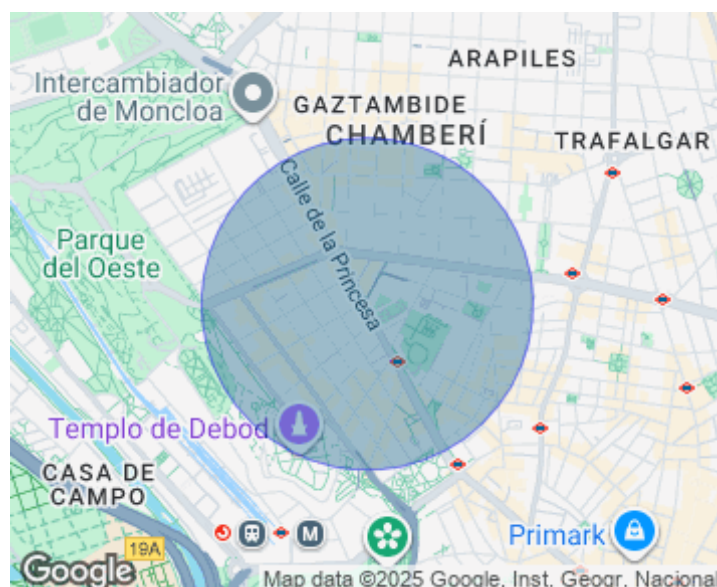 ARAPILES
Intercambiador
de Moncloa
GAZTAMBIDE
CHAMBERÍ
TRAFALGAR
Calle de la Princesa
Parque
del Oeste
Templo de Debod
CASA DE
CAMPO
19A
M
Primark
Google
Map data ©2025 Google, Inst. Geogr. Nacional